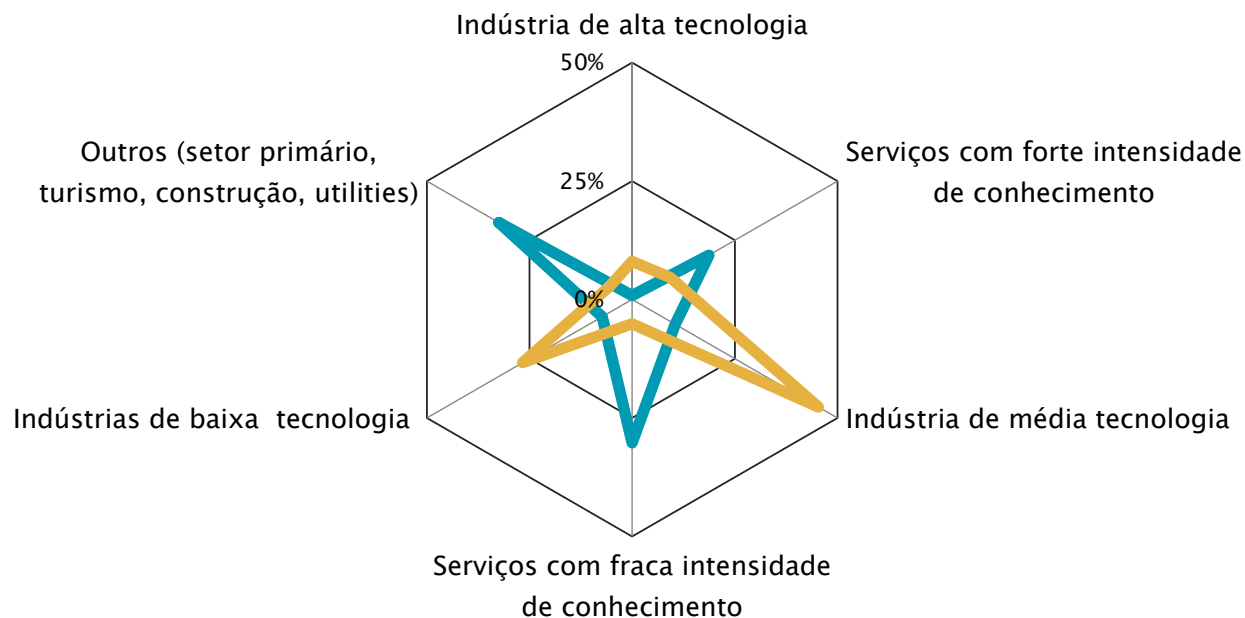 Indústria de alta tecnologia
50%
Outros (setor primário,
turismo, construção, utilities)
Serviços com forte intensidade
de conhecimento
25%
0%
Indústrias de baixa  tecnologia
Indústria de média tecnologia
Serviços com fraca intensidade
de conhecimento